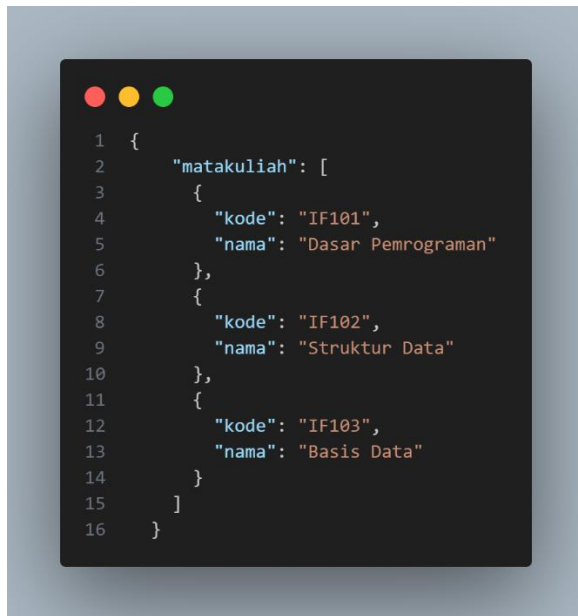 1 {
2 "matakuliah": [
3 {
4 "kode": "IF101",
5 "nama": "Dasar Pemrograman"
6 },
7 {
8 "kode": "IF102",
9 "nama": "Struktur Data"
10 },
11 {
12 "kode": "IF103",
13 "nama": "Basis Data"
14 }
15 ]
16 }